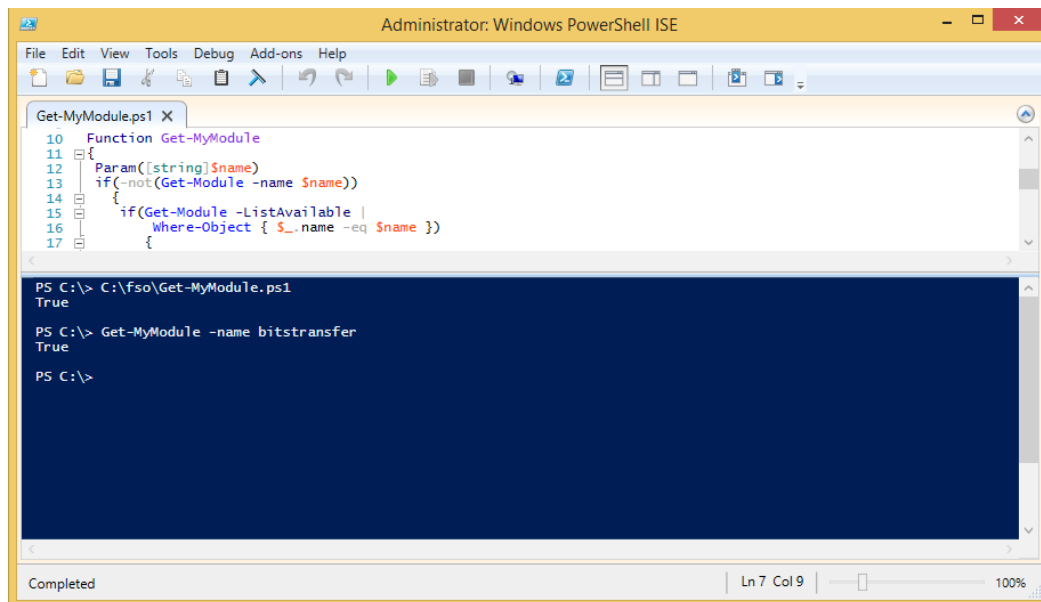 Administrator: Windows PowerShell ISE
File Edit View Tools Debug Add-ons Help
Get-MyModule.ps1
10 Function Get-MyModule
11 {
12 Param([string]$name)
13 if(-not(Get-Module -name $name))
14 {
15 if(Get-Module -ListAvailable |
16 Where-Object { $_.name -eq $name })
17 {
PS C:\> C:\fso\Get-MyModule.ps1
True
PS C:\> Get-MyModule -name bitstransfer
True
PS C:\>
Completed Ln 7 Col 9 100%